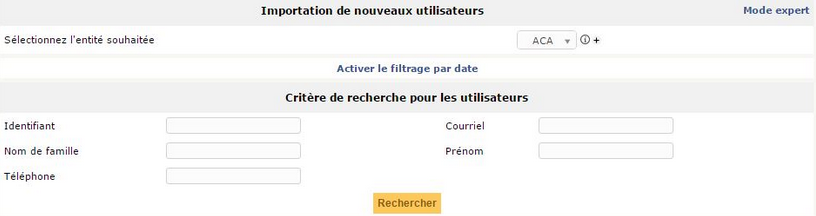 Importation de nouveaux utilisateurs Mode expert
Sélectionnez l'entité souhaitée ACA +
Activer le filtrage par date
Critère de recherche pour les utilisateurs
Identifiant Courriel
Nom de famille Prénom
Téléphone
Rechercher